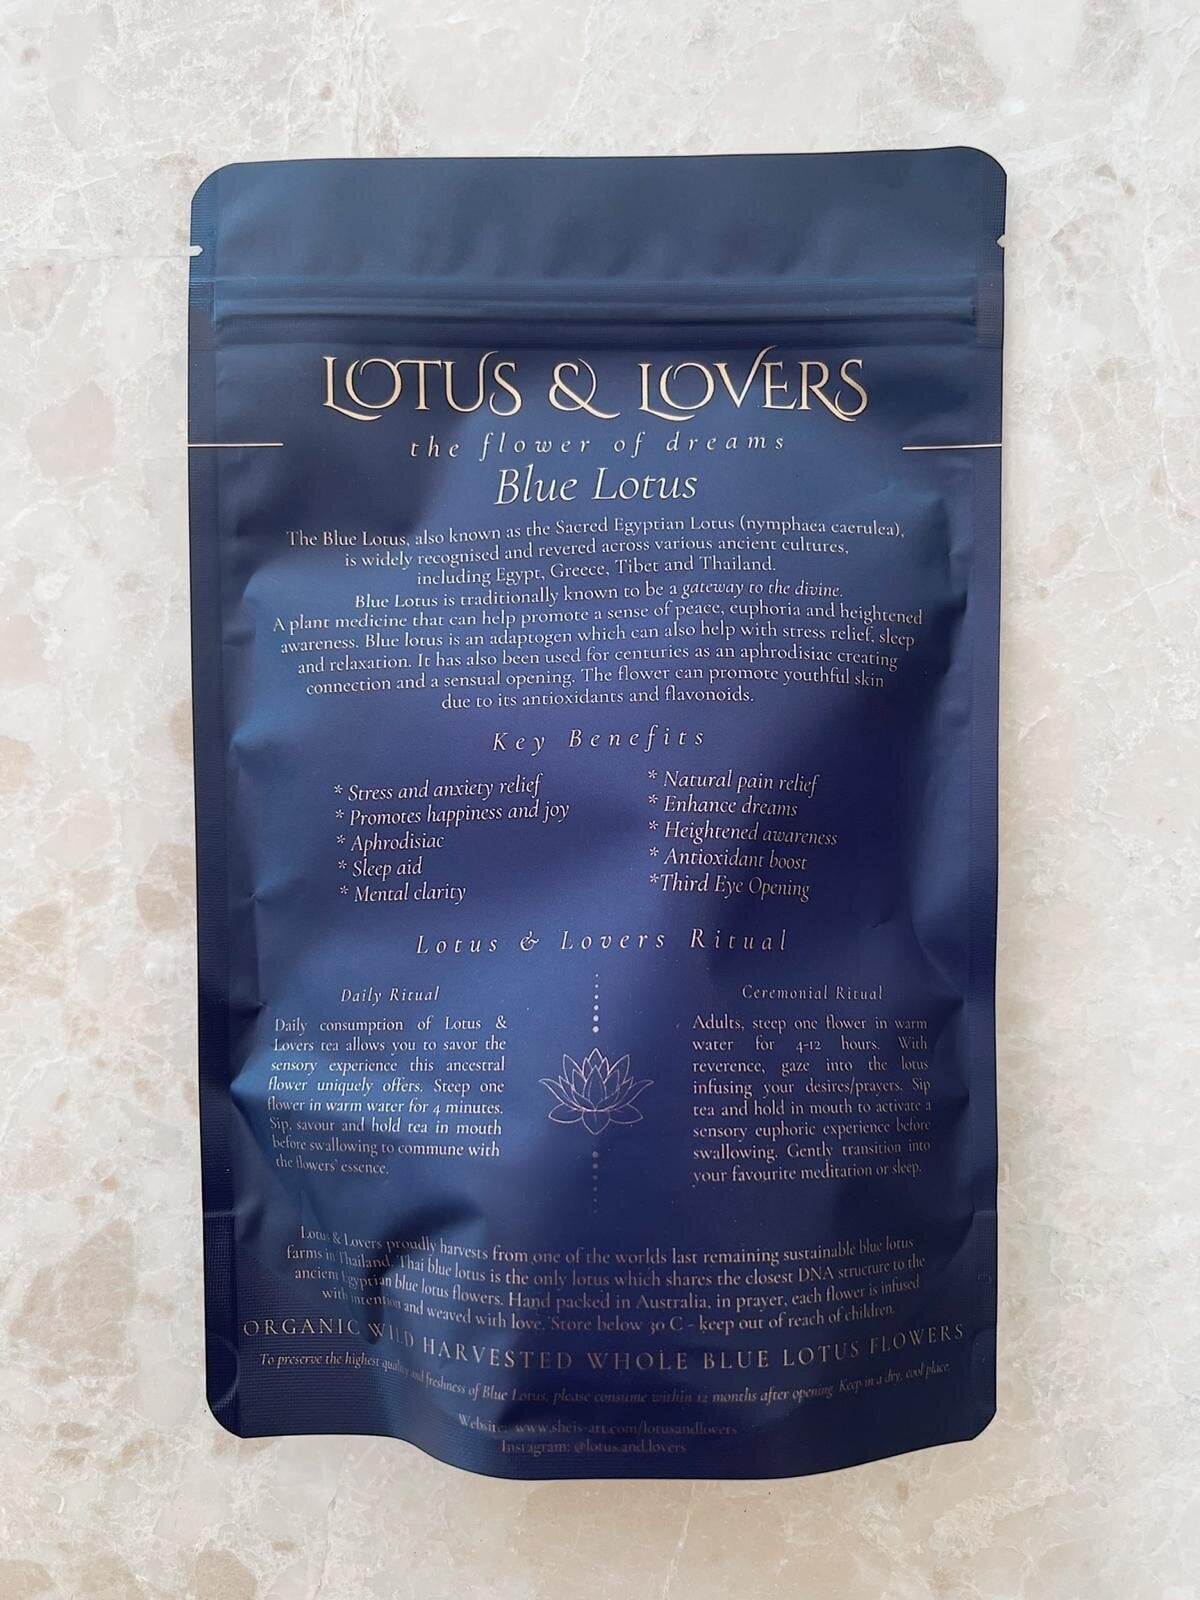 LOTUS & LOVERS
the flower of dreams
Blue Lotus
The Blue Lotus, also known as the Sacred Egyptian Lotus (nymphaea caerulea),
is widely recognised and revered across various ancient cultures,
including Egypt, Greece, Tibet and Thailand.
Blue Lotus is traditionally known to be a gateway to the divine.
A plant medicine that can help promote a sense of peace, euphoria and heightened
awareness. Blue lotus is an adaptogen which can also help with stress relief, sleep
and relaxation. It has also been used for centuries as an aphrodisiac creating
connection and a sensual opening. The flower can promote youthful skin
due to its antioxidants and flavonoids.
Key Benefits
* Stress and anxiety relief
* Promotes happiness and joy
* Aphrodisiac
* Sleep aid
* Mental clarity
* Natural pain relief
* Enhance dreams
* Heightened awareness
* Antioxidant boost
*Third Eye Opening
Lotus & Lovers Ritual
Daily Ritual
Daily consumption of Lotus &
Lovers tea allows you to savor the
sensory experience this ancestral
flower uniquely offers. Steep one
flower in warm water for 4 minutes.
Sip, savour and hold tea in mouth
before swallowing to commune with
the flowers' essence.
Ceremonial Ritual
Adults, steep one flower in warm
water for 4-12 hours. With
reverence, gaze into the lotus
infusing your desires/prayers. Sip
tea and hold in mouth to activate a
sensory euphoric experience before
swallowing. Gently transition into
your favourite meditation or sleep.
Lotus & Lovers proudly harvests from one of the worlds last remaining sustainable blue lotus
farms in Thailand. Thai blue lotus is the only lotus which shares the closest DNA structure to the
ancient Egyptian blue lotus flowers. Hand packed in Australia, in prayer, each flower is infused
with intention and weaved with love. Store below 30 C - keep out of reach of children.
ORGANIC WILD HARVESTED WHOLE BLUE LOTUS FLOWERS
To preserve the highest quality and freshness of Blue Lotus, please consume within 12 months after opening. Keep in a dry, cool place.
Website: www.sheis-art.com/lotusandlovers
Instagram: @lotus.and.lovers